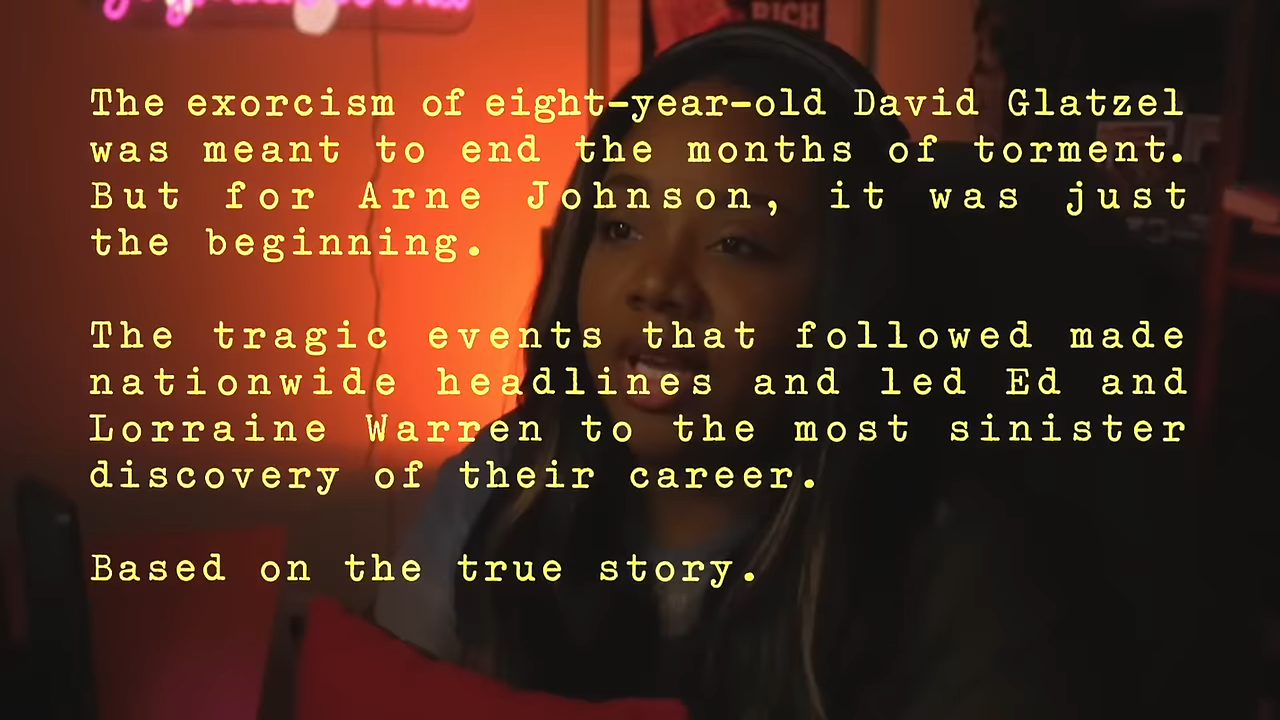 RICH
The exorcism of eight-year-old David Glatzel
was meant to end the months of torment.
But for Arne Johnson, it was just
the beginning.
The tragic events that followed made
nationwide headlines and led Ed and
Lorraine Warren to the most sinister
discovery of their career.
Based on the true story.